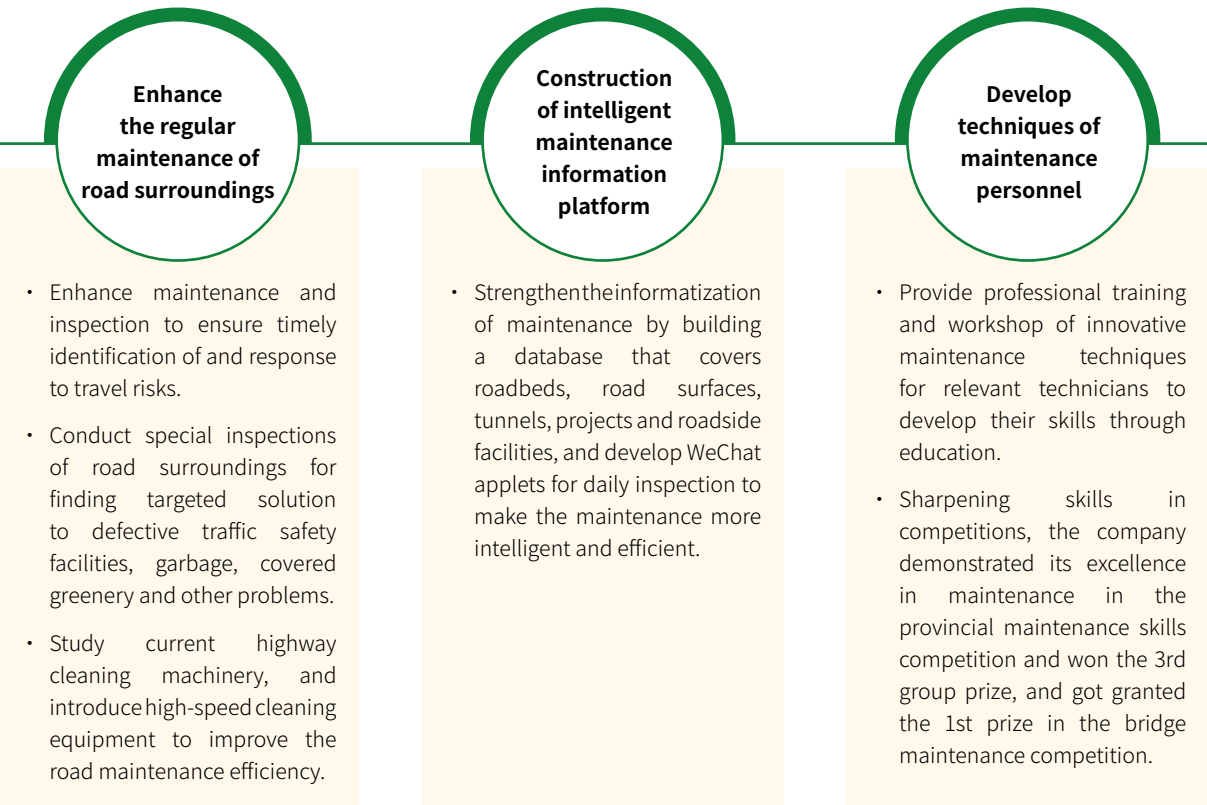 Enhance
the regular
maintenance of
road surroundings
• Enhance maintenance and
inspection to ensure timely
identification of and response
to travel risks.
• Conduct special inspections
of road surroundings for
finding targeted solution
to defective traffic safety
facilities, garbage, covered
greenery and other problems.
• Study current highway
cleaning machinery, and
introduce high-speed cleaning
equipment to improve the
road maintenance efficiency.
Construction
of intelligent
maintenance
information
platform
• Strengthen the informatization
of maintenance by building
a database that covers
roadbeds, road surfaces,
tunnels, projects and roadside
facilities, and develop WeChat
applets for daily inspection to
make the maintenance more
intelligent and efficient.
Develop
techniques of
maintenance
personnel
• Provide professional training
and workshop of innovative
maintenance techniques
for relevant technicians to
develop their skills through
education.
• Sharpening skills in
competitions, the company
demonstrated its excellence
in maintenance in the
provincial maintenance skills
competition and won the 3rd
group prize, and got granted
the 1st prize in the bridge
maintenance competition.